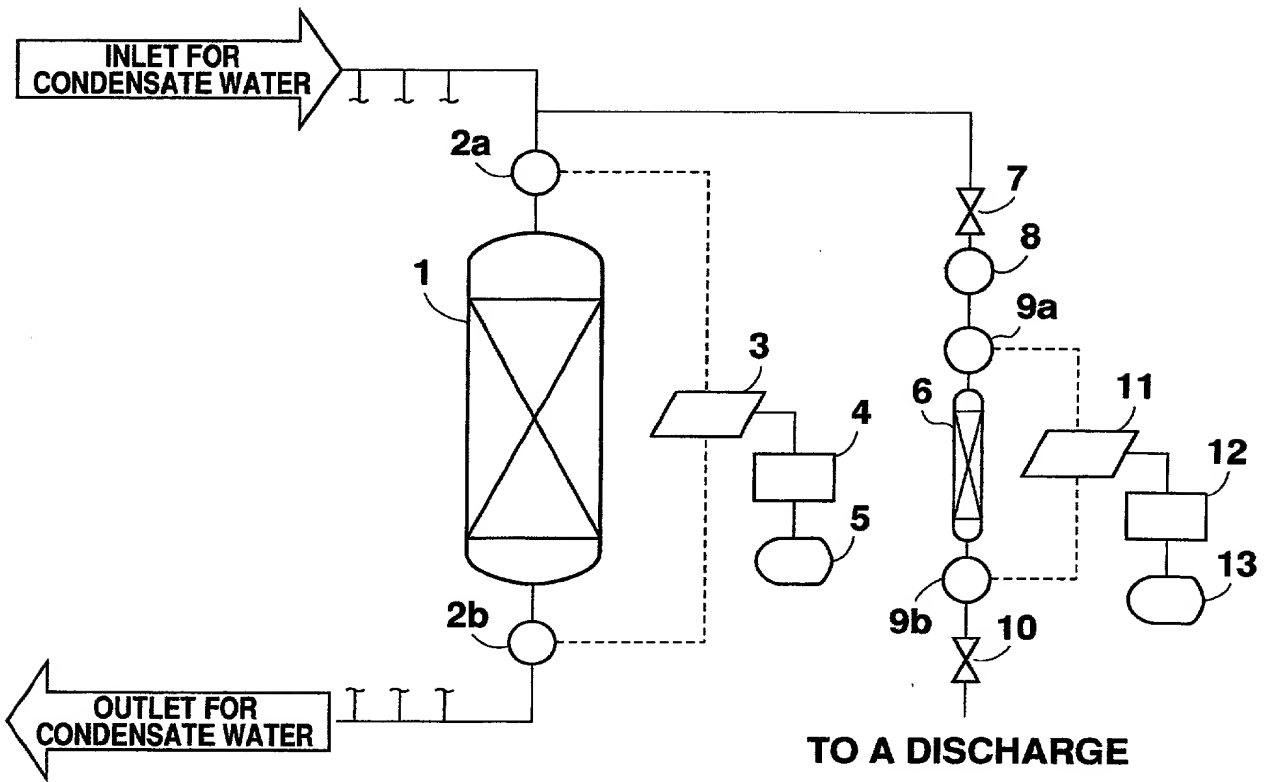 INLET FOR
CONDENSATE WATER
2a
7
8
1
9a
3
6
11
4
12
5
13
2b
9b
10
OUTLET FOR
CONDENSATE WATER
TO A DISCHARGE